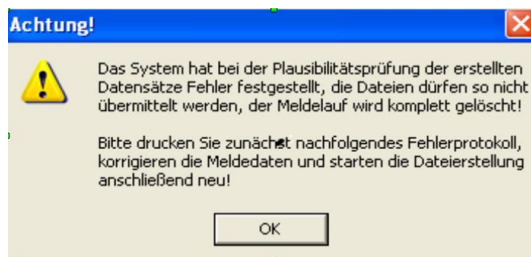 Achtung!
Das System hat bei der Plausibilitätsprüfung der erstellten
Datensätze Fehler festgestellt, die Dateien dürfen so nicht
übermittelt werden, der Meldelauf wird komplett gelöscht!
Bitte drucken Sie zunächst nachfolgendes Fehlerprotokoll,
korrigieren die Meldedaten und starten die Dateierstellung
anschließend neu!
OK